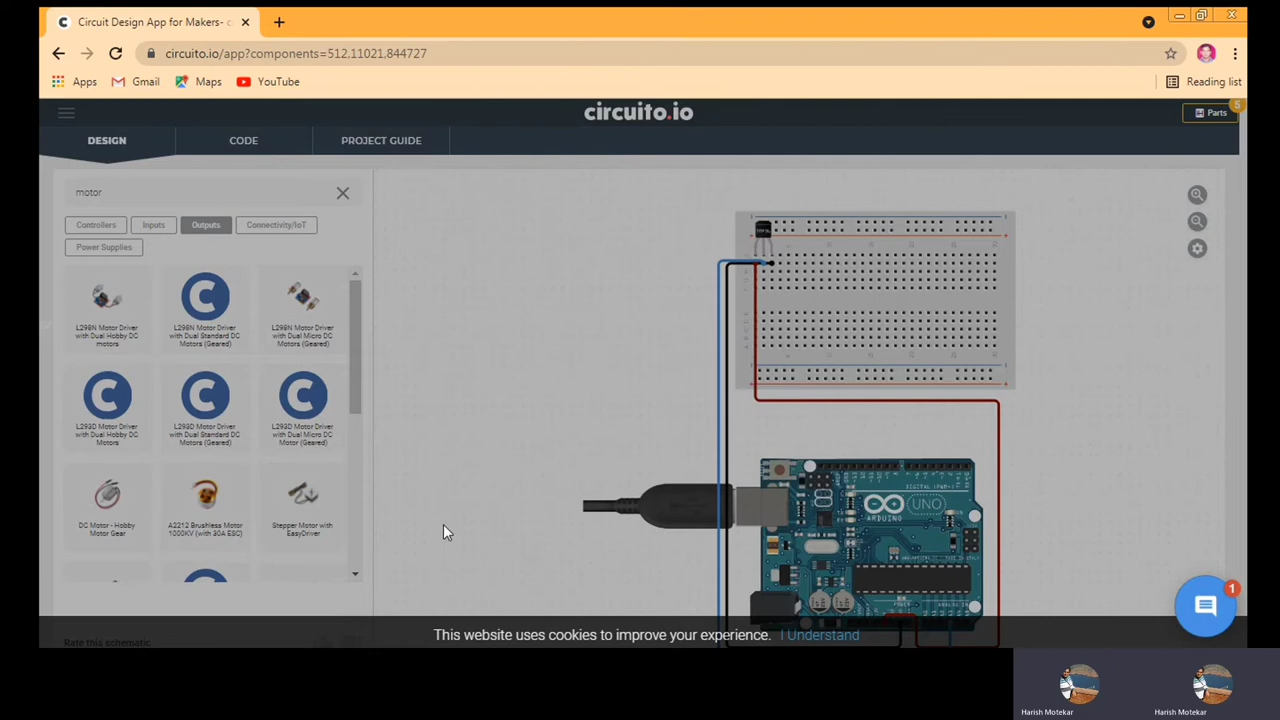 Circuit Design App for Makers- c
circuito.io/app?components=512,11021,844727
Apps
Gmail
Maps
YouTube
Reading list
circuito.io
Parts
5
DESIGN
CODE
PROJECT GUIDE
motor
Controllers
Inputs
Outputs
Connectivity/IoT
Power Supplies
L298N Motor Driver
with Dual Hobby DC
motors
L298N Motor Driver
with Dual Standard DC
Motors (Geared)
L298N Motor Driver
with Dual Micro DC
Motors (Geared)
L293D Motor Driver
with Dual Hobby DC
Motors
L293D Motor Driver
with Dual Standard DC
Motors (Geared)
L293D Motor Driver
with Dual Micro DC
Motor (Geared)
DC Motor - Hobby
Motor Gear
A2212 Brushless Motor
1000KV (with 30A ESC)
Stepper Motor with
EasyDriver
Rate this schematic
ARDUINO
UNO
1
This website uses cookies to improve your experience. I Understand
Harish Motekar
Harish Motekar